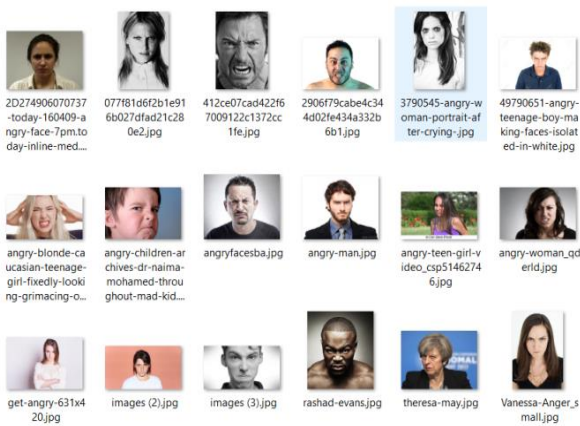 2D274906070737
-today-160409-a
ngry-face-7pm.to
day-inline-med....
077f81d6f2b1e91
6b027dfad21c28
0e2.jpg
412ce07cad422f6
7009122c1372cc
1fe.jpg
2906f79cabe4c34
4d02fe434a332b
6b1.jpg
3790545-angry-w
oman-portrait-af
ter-crying-.jpg
49790651-angry-
teenage-boy-ma
king-faces-isolat
ed-in-white.jpg
angry-blonde-ca
ucasian-teenage-
girl-fixedly-looki
ng-grimacing-o...
angry-children-ar
chives-dr-naima-
mohamed-throu
ghout-mad-kid....
angryfacesba.jpg
angry-man.jpg
angry-teen-girl-v
ideo_csp5146274
6.jpg
angry-woman_qd
erld.jpg
get-angry-631x4
20.jpg
images (2).jpg
images (3).jpg
rashad-evans.jpg
theresa-may.jpg
Vanessa-Anger_s
mall.jpg